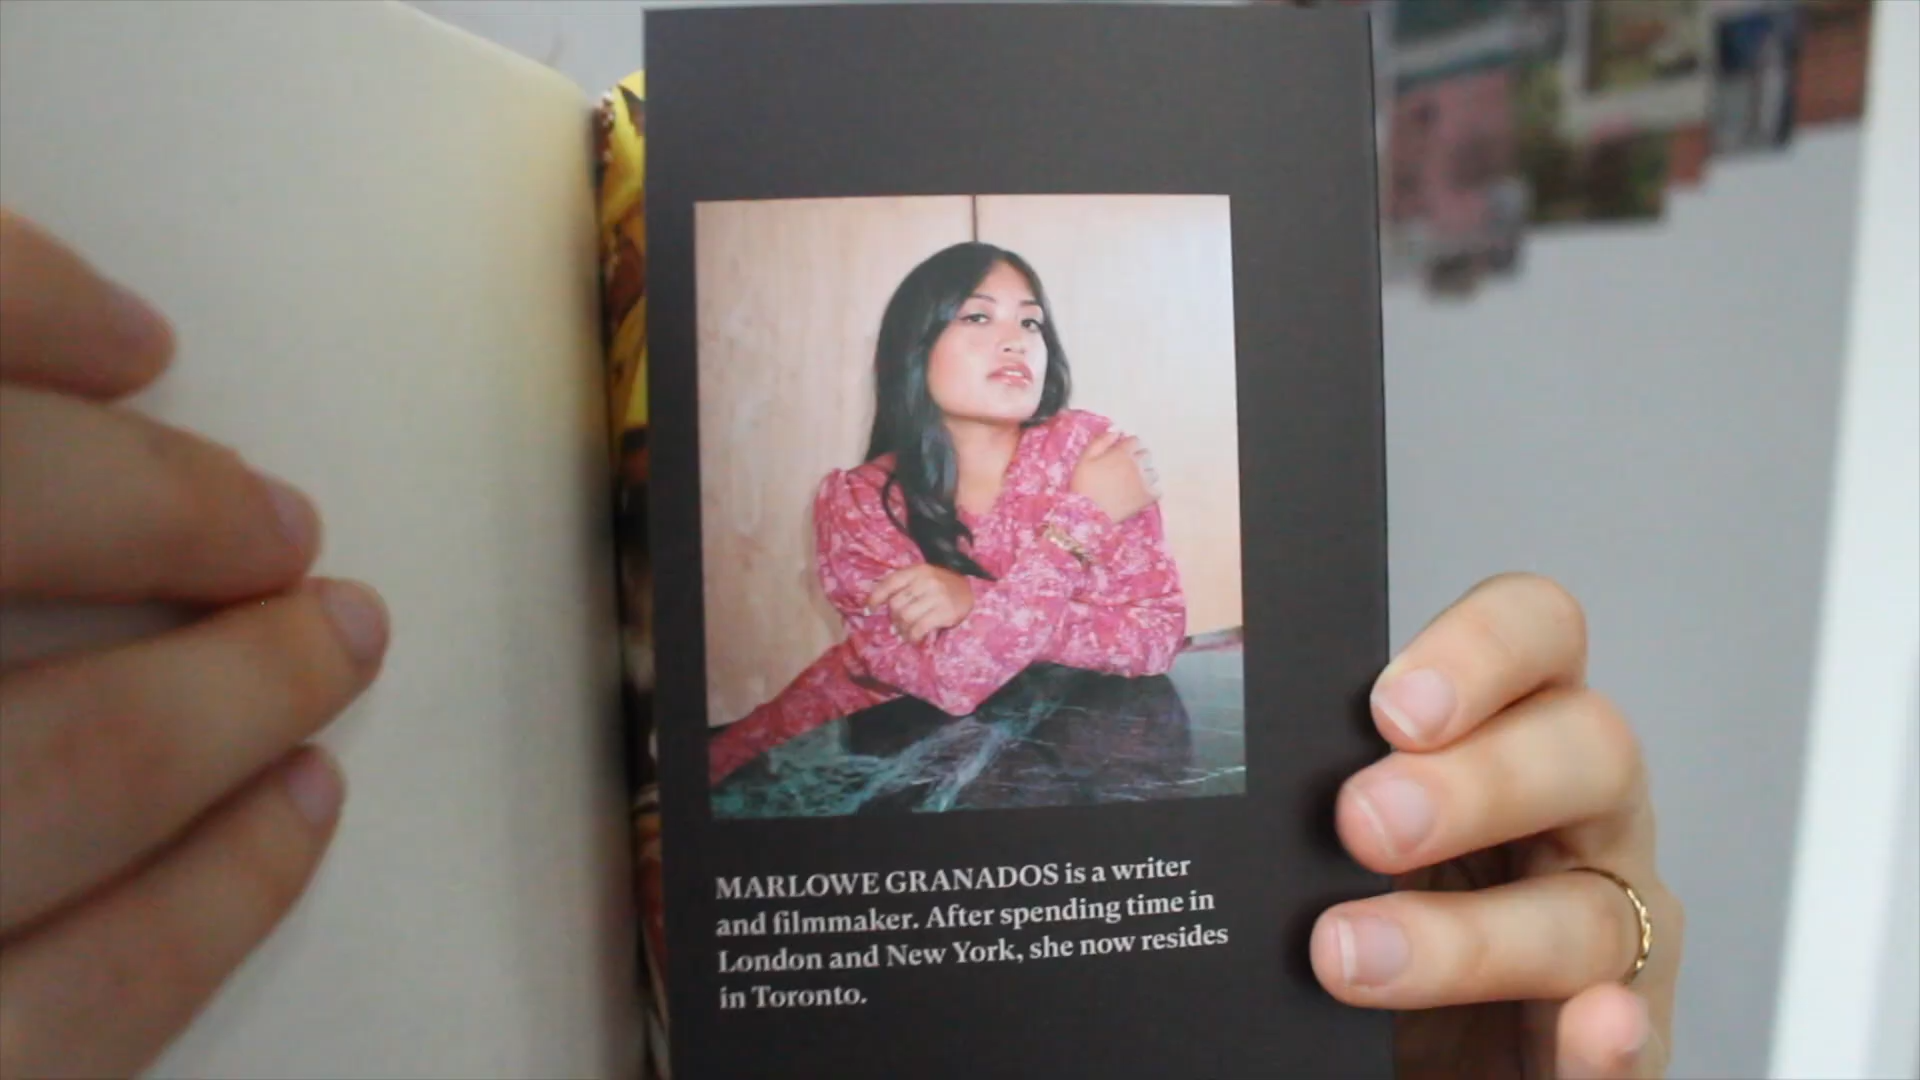 MARLOWE GRANADOS is a writer
and filmmaker. After spending time in
London and New York, she now resides
in Toronto.